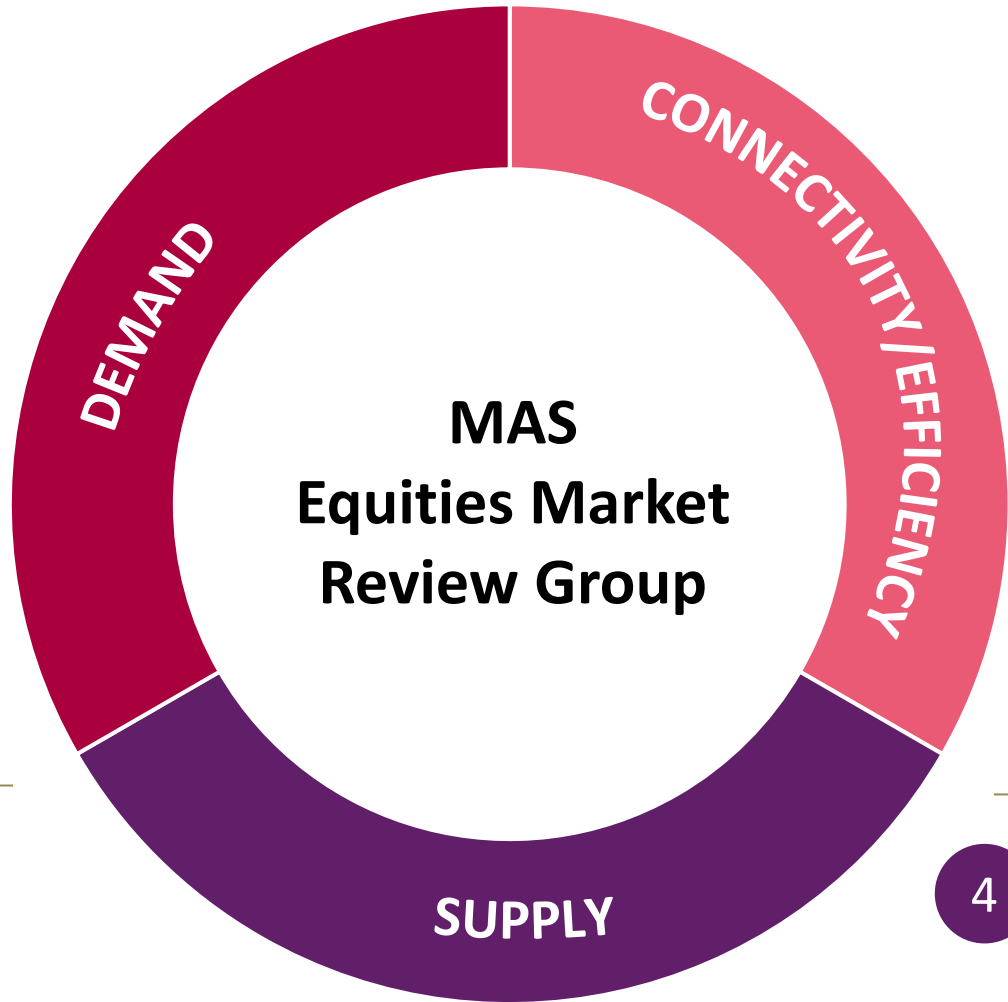 CONNECTIVITY/EFFICIENCY
DEMAND
MAS
Equities Market
Review Group
SUPPLY
4